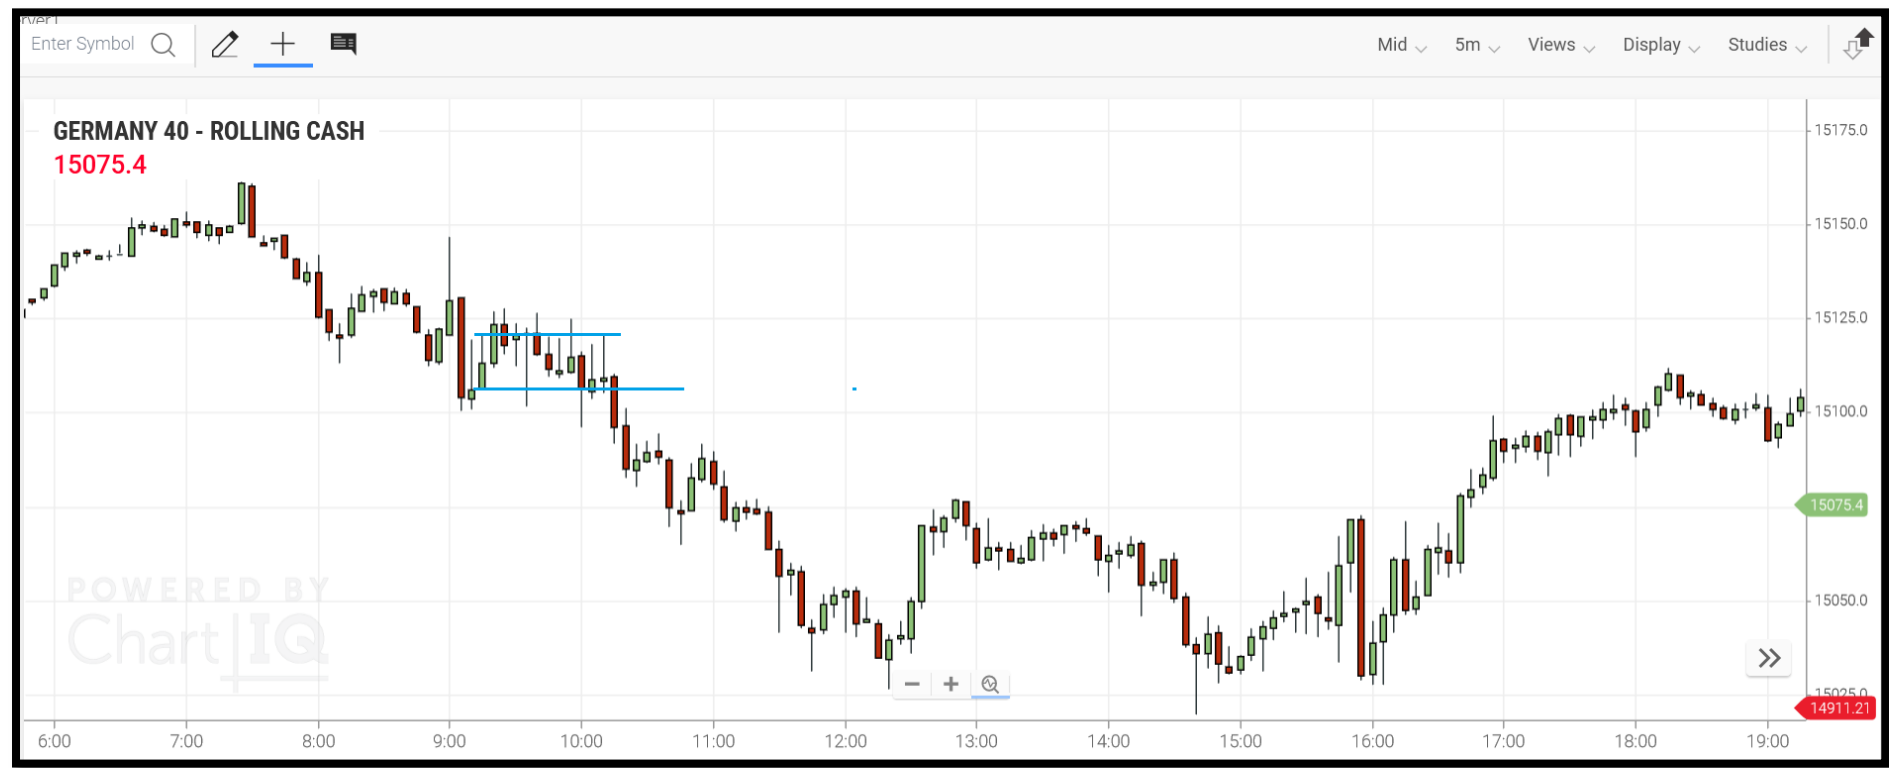 rver1
Enter Symbol
Mid 5m Views Display Studies
GERMANY 40 - ROLLING CASH
15075.4
15175.0
15150.0
15125.0
15100.0
15075.4
15050.0
15025.0
14911.21
POWERED BY
Chart IQ
6:00 7:00 8:00 9:00 10:00 11:00 12:00 13:00 14:00 15:00 16:00 17:00 18:00 19:00